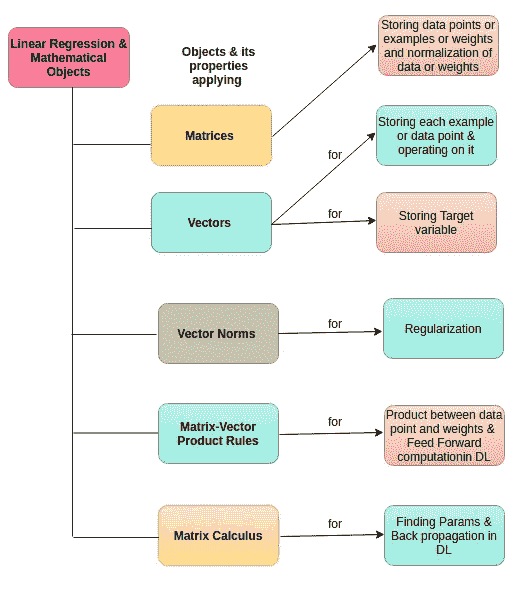 Linear Regression &
Mathematical
Objects
Objects & its
properties
applying
Storing data points or
examples or weights
and normalization of
data or weights
Matrices
Storing each example
or data point &
operating on it
for
Vectors
for
Storing Target
variable
Vector Norms
for
Regularization
Matrix-Vector
Product Rules
for
Product between data
point and weights &
Feed Forward
computationin DL
Matrix Calculus
for
Finding Params &
Back propagation in
DL